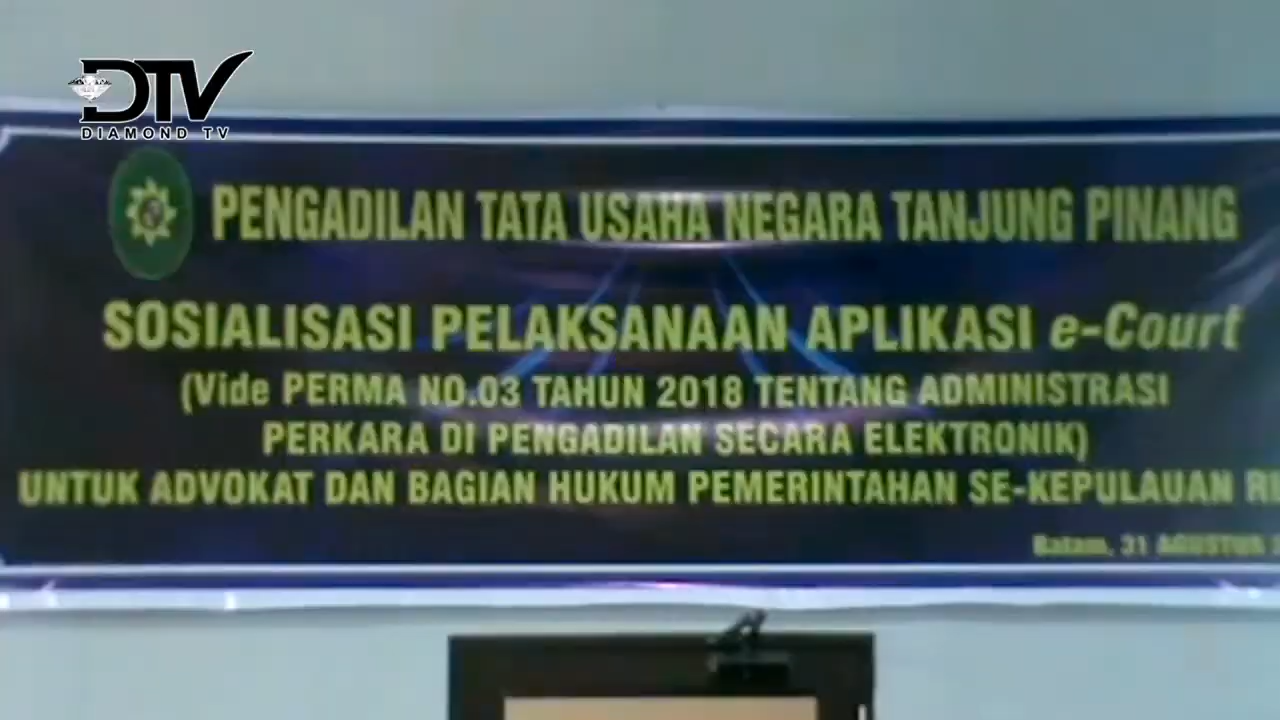 DTV
DIAMOND TV
PENGADILAN TATA USAHA NEGARA TANJUNG PINANG
SOSIALISASI PELAKSANAAN APLIKASI e-Court
(Vide PERMA NO.03 TAHUN 2018 TENTANG ADMINISTRASI
PERKARA DI PENGADILAN SECARA ELEKTRONIK)
UNTUK ADVOKAT DAN BAGIAN HUKUM PEMERINTAHAN SE-KEPULAUAN
Batam, 31 AGUSTUS